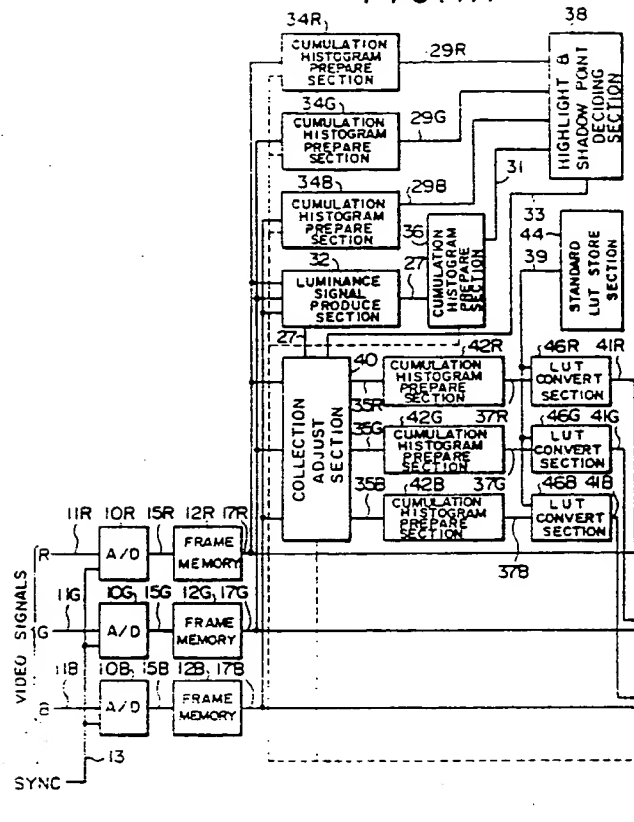 34R
CUMULATION
HISTOGRAM
PREPARE
SECTION
29R
38
HIGHLIGHT &
SHADOW POINT
DECIDING
SECTION
34G
CUMULATION
HISTOGRAM
PREPARE
SECTION
29G
34B
CUMULATION
HISTOGRAM
PREPARE
SECTION
29B
31
33
36
CUMULATION
HISTOGRAM
PREPARE
SECTION
44
39
STANDARD
LUT STORE
SECTION
32
LUMINANCE
SIGNAL
PRODUCE
SECTION
27
27
40
COLLECTION
ADJUST
SECTION
42R
CUMULATION
HISTOGRAM
PREPARE
SECTION
35R
37R
46R
LUT
CONVERT
SECTION
41R
35G
42G
CUMULATION
HISTOGRAM
PREPARE
SECTION
37G
46G
LUT
CONVERT
SECTION
41G
35B
42B
CUMULATION
HISTOGRAM
PREPARE
SECTION
37B
46B
LUT
CONVERT
SECTION
41B
VIDEO SIGNALS
R
11R
10R
A/D
15R
12R
FRAME
MEMORY
17R
G
11G
10G
A/D
15G
12G
FRAME
MEMORY
17G
B
11B
10B
A/D
15B
12B
FRAME
MEMORY
17B
13
SYNC